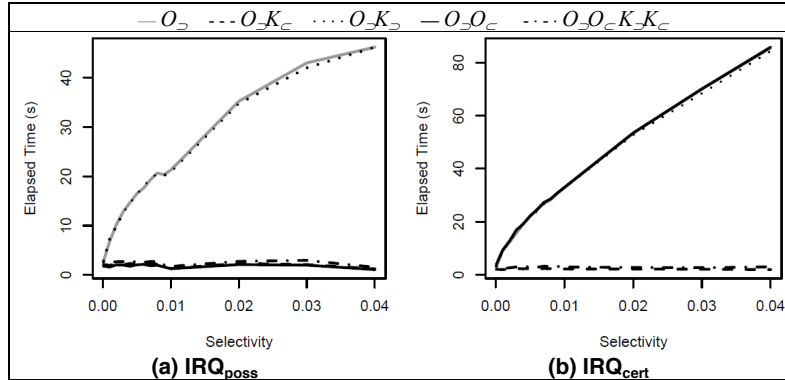 O⊃ O⊃K⊂ O⊃K⊃ O⊃O⊂ O⊃O⊂K⊃K⊂
Elapsed Time (s)
40
30
20
10
0
0.00 0.01 0.02 0.03 0.04
Selectivity
(a) IRQposs
Elapsed Time (s)
80
60
40
20
0
0.00 0.01 0.02 0.03 0.04
Selectivity
(b) IRQcert